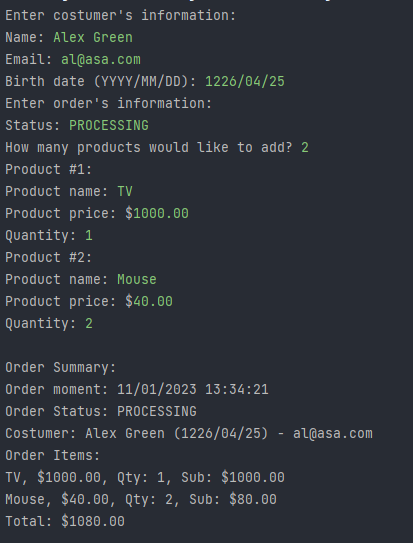 Enter costumer's information:
Name: Alex Green
Email: al@asa.com
Birth date (YYYY/MM/DD): 1226/04/25
Enter order's information:
Status: PROCESSING
How many products would like to add? 2
Product #1:
Product name: TV
Product price: $1000.00
Quantity: 1
Product #2:
Product name: Mouse
Product price: $40.00
Quantity: 2
Order Summary:
Order moment: 11/01/2023 13:34:21
Order Status: PROCESSING
Costumer: Alex Green (1226/04/25) - al@asa.com
Order Items:
TV, $1000.00, Qty: 1, Sub: $1000.00
Mouse, $40.00, Qty: 2, Sub: $80.00
Total: $1080.00